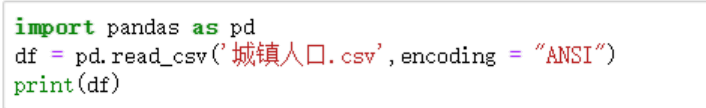 import pandas as pd
df = pd.read_csv('城镇人口.csv',encoding = "ANSI")
print(df)